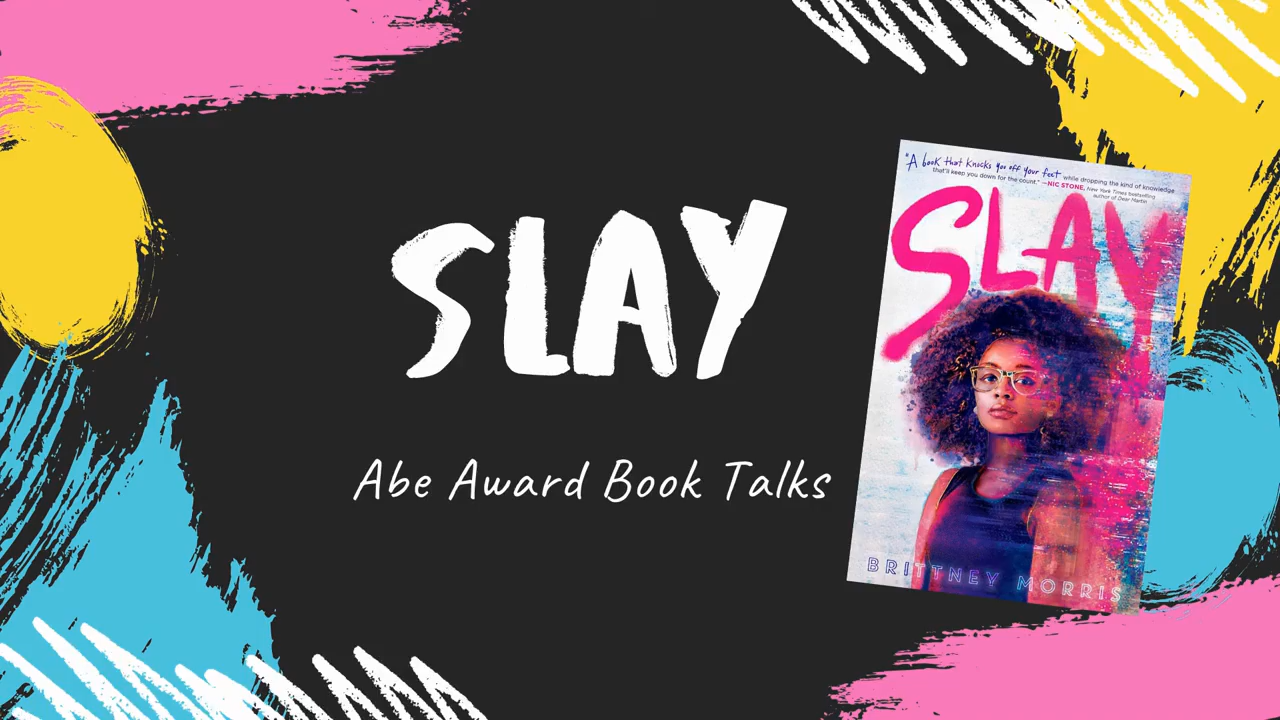 SLAY
Abe Award Book Talks
"A book that knocks you off your feet while dropping the kind of knowledge
that'll keep you down for the count." —NIC STONE, New York Times bestselling
author of Dear Martin
SLAY
BRITTNEY MORRIS